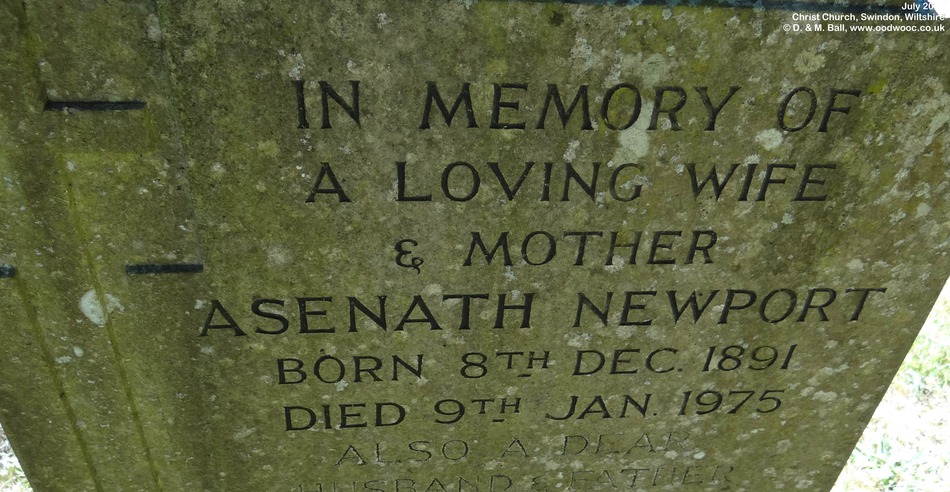 July 20
Christ Church, Swindon, Wiltshire
© D. & M. Ball, www.oodwooc.co.uk
IN MEMORY OF
A LOVING WIFE
& MOTHER
ASENATH NEWPORT
BORN 8TH DEC. 1891
DIED 9TH JAN. 1975
ALSO A DEAR
HUSBAND & FATHER